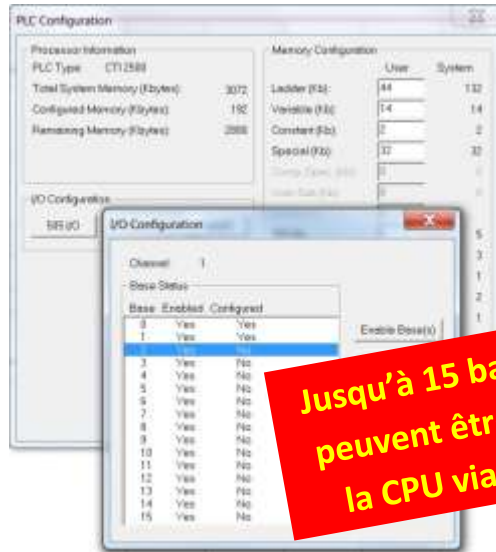 PLC Configuration
Processor Information
PLC Type CTI 2500
Total System Memory (Kbytes) 3072
Configured Memory (Kbytes) 192
Remaining Memory (Kbytes) 2880
Memory Configuration
User System
Ladder (Kb) 44 132
Variable (Kb) 14 14
Constant (Kb) 2 2
Special (Kb) 32 32
I/O Configuration
505 I/O
5
3
1
2
1
I/O Configuration
Channel 1
Base Status
Base Enabled Configured
0 Yes Yes
1 Yes Yes
2 Yes No
3 Yes No
4 Yes No
5 Yes No
6 Yes No
7 Yes No
8 Yes No
9 Yes No
10 Yes No
11 Yes No
12 Yes No
13 Yes No
14 Yes No
15 Yes No
Enable Base(s)
Jusqu'à 15 ba
peuvent êtr
la CPU via